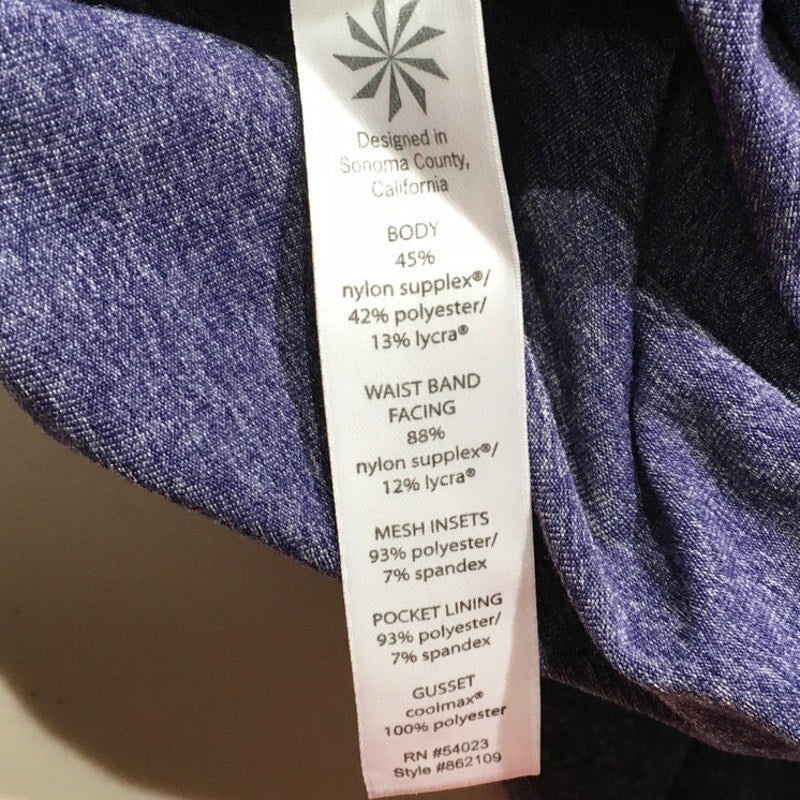 Designed in
Sonoma County,
California
BODY
45%
nylon supplex®/
42% polyester/
13% lycra®
WAIST BAND
FACING
88%
nylon supplex®/
12% lycra®
MESH INSETS
93% polyester/
7% spandex
POCKET LINING
93% polyester/
7% spandex
GUSSET
coolmax®
100% polyester
RN #54023
Style #862109